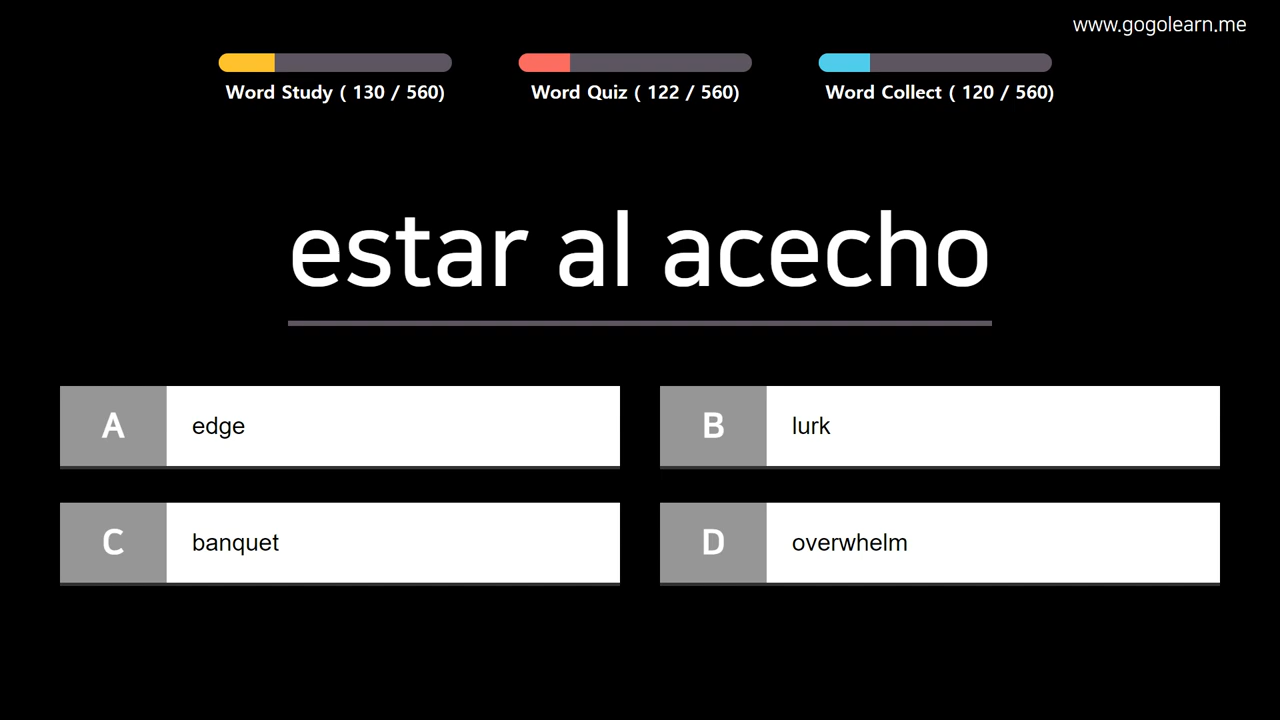 www.gogolearn.me
Word Study ( 130 / 560)
Word Quiz ( 122 / 560)
Word Collect ( 120 / 560)
estar al acecho
A edge
B lurk
C banquet
D overwhelm